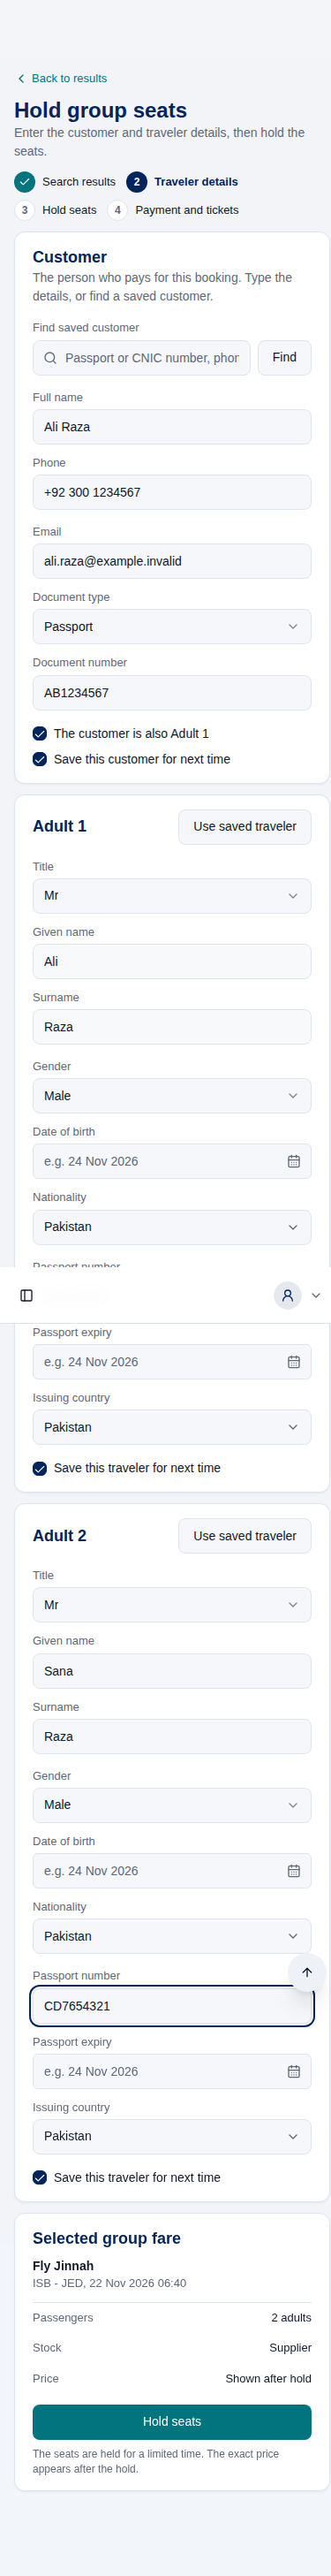 Back to results
Hold group seats
Enter the customer and traveler details, then hold the
seats.
Search results 2 Traveler details
3 Hold seats 4 Payment and tickets
Customer
The person who pays for this booking. Type the
details, or find a saved customer.
Find saved customer
Passport or CNIC number, phon Find
Full name
Ali Raza
Phone
+92 300 1234567
Email
ali.raza@example.invalid
Document type
Passport
Document number
AB1234567
The customer is also Adult 1
Save this customer for next time
Adult 1 Use saved traveler
Title
Mr
Given name
Ali
Surname
Raza
Gender
Male
Date of birth
e.g. 24 Nov 2026
Nationality
Pakistan
Passport number
Passport expiry
e.g. 24 Nov 2026
Issuing country
Pakistan
Save this traveler for next time
Adult 2 Use saved traveler
Title
Mr
Given name
Sana
Surname
Raza
Gender
Male
Date of birth
e.g. 24 Nov 2026
Nationality
Pakistan
Passport number
CD7654321
Passport expiry
e.g. 24 Nov 2026
Issuing country
Pakistan
Save this traveler for next time
Selected group fare
Fly Jinnah
ISB - JED, 22 Nov 2026 06:40
Passengers 2 adults
Stock Supplier
Price Shown after hold
Hold seats
The seats are held for a limited time. The exact price
appears after the hold.